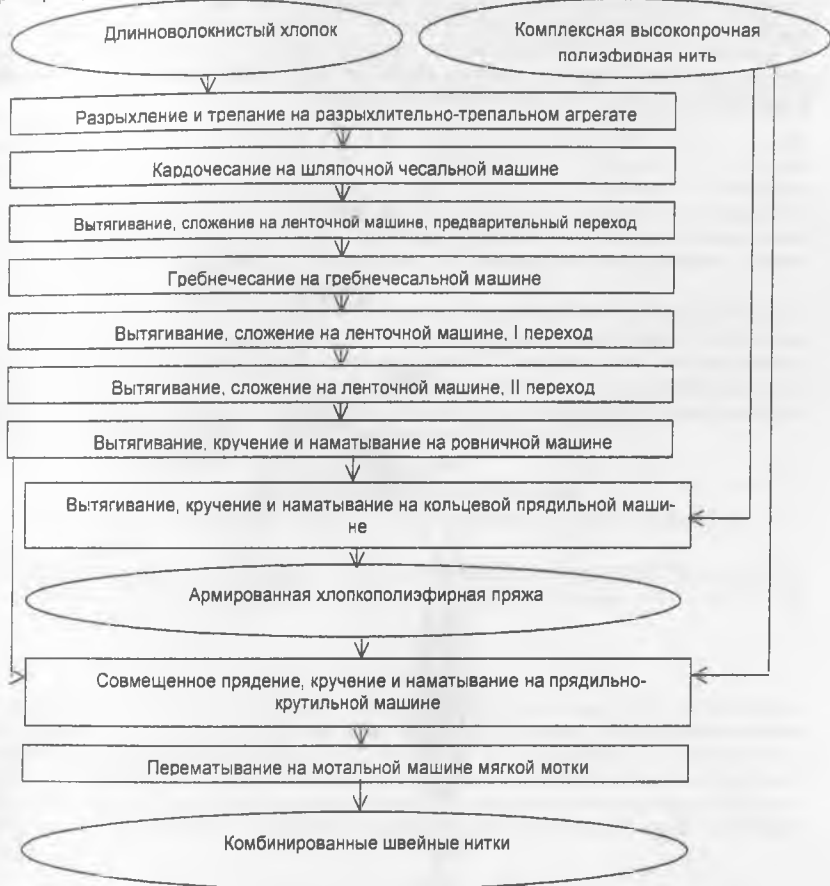 Длинноволокнистый хлопок
Комплексная высокопрочная
полиэфирная нить
Разрыхление и трепание на разрыхлительно-трепальном агрегате
Кардочесание на шляпочной чесальной машине
Вытягивание, сложение на ленточной машине, предварительный переход
Гребнечесание на гребнечесальной машине
Вытягивание, сложение на ленточной машине, I переход
Вытягивание, сложение на ленточной машине, II переход
Вытягивание, кручение и наматывание на ровничной машине
Вытягивание, кручение и наматывание на кольцевой прядильной маши-
не
Армированная хлопкополиэфирная пряжа
Совмещенное прядение, кручение и наматывание на прядильно-
крутильной машине
Перематывание на мотальной машине мягкой мотки
Комбинированные швейные нитки